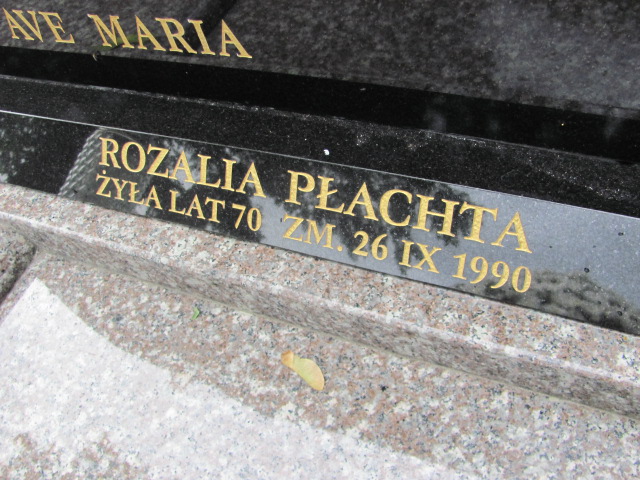 AVE MARIA
ROZALIA PŁACHTA
ŻYŁA LAT 70 ZM. 26 IX 1990